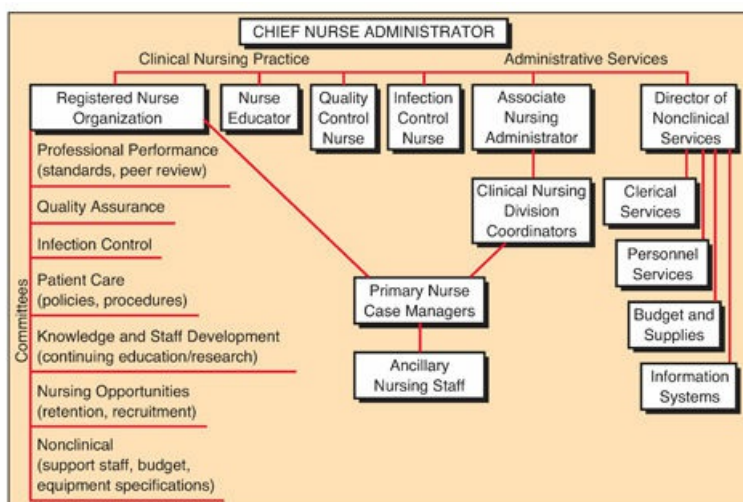 CHIEF NURSE ADMINISTRATOR
Clinical Nursing Practice
Administrative Services
Registered Nurse
Organization
Nurse
Educator
Quality
Control
Nurse
Infection
Control
Nurse
Associate
Nursing
Administrator
Director of
Nonclinical
Services
Committees
Professional Performance
(standards, peer review)
Quality Assurance
Infection Control
Patient Care
(policies, procedures)
Knowledge and Staff Development
(continuing education/research)
Nursing Opportunities
(retention, recruitment)
Nonclinical
(support staff, budget,
equipment specifications)
Clinical Nursing
Division
Coordinators
Primary Nurse
Case Managers
Ancillary
Nursing Staff
Clerical
Services
Personnel
Services
Budget and
Supplies
Information
Systems